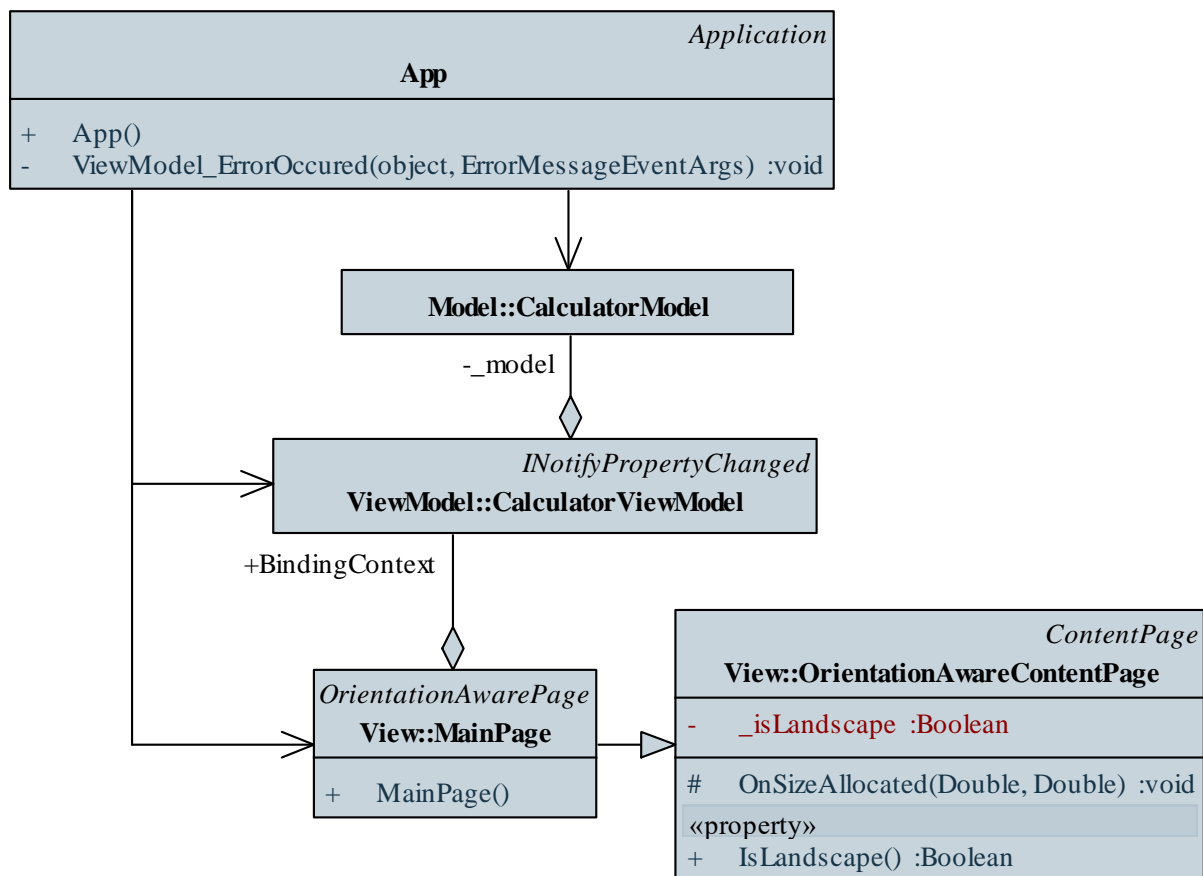 Application
App
+ App()
- ViewModel_ErrorOccured(object, ErrorMessageEventArgs) :void
Model::CalculatorModel
-_model
INotifyPropertyChanged
ViewModel::CalculatorViewModel
+BindingContext
OrientationAwarePage
View::MainPage
+ MainPage()
ContentPage
View::OrientationAwareContentPage
- _isLandscape :Boolean
# OnSizeAllocated(Double, Double) :void
«property»
+ IsLandscape() :Boolean